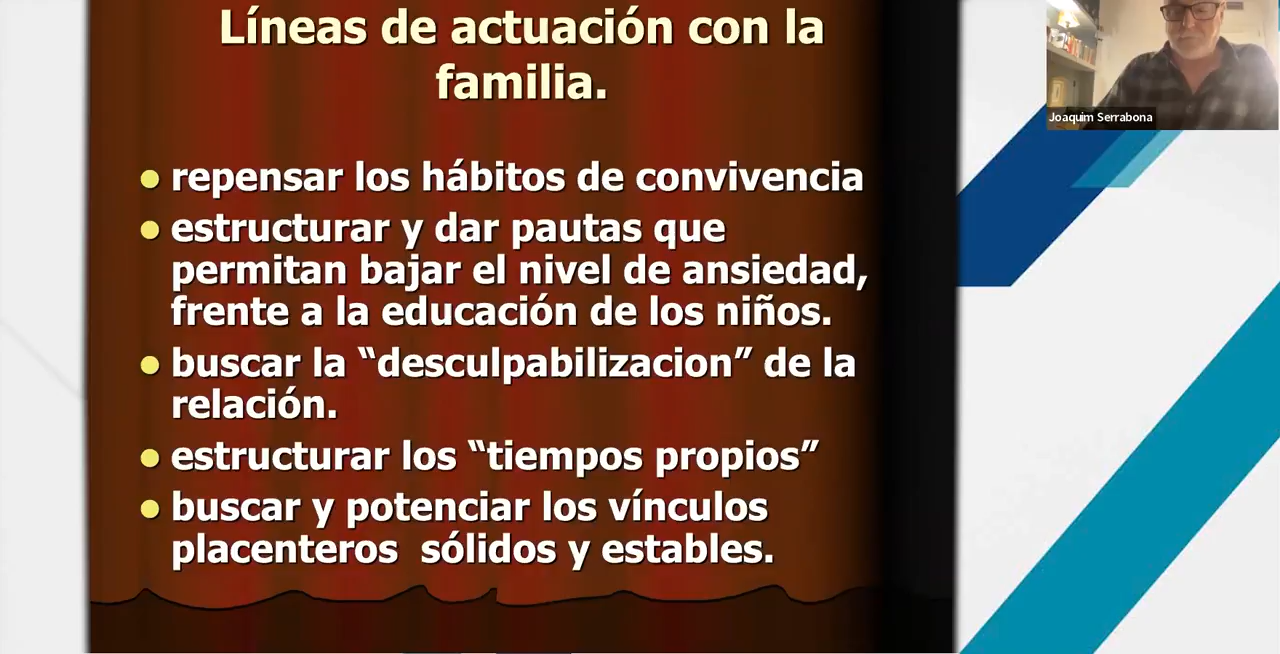 Líneas de actuación con la
familia.
repensar los hábitos de convivencia
estructurar y dar pautas que
permitan bajar el nivel de ansiedad,
frente a la educación de los niños.
buscar la “desculpabilizacion” de la
relación.
estructurar los “tiempos propios”
buscar y potenciar los vínculos
placenteros  sólidos y estables.
Joaquim Serrabona